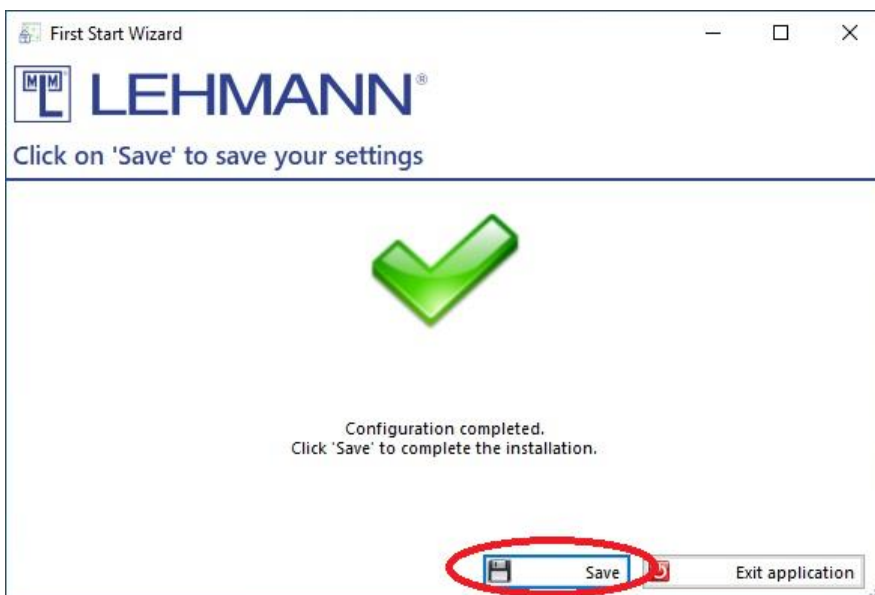 First Start Wizard
MLM LEHMANN®
Click on 'Save' to save your settings
Configuration completed.
Click 'Save' to complete the installation.
Save Exit application